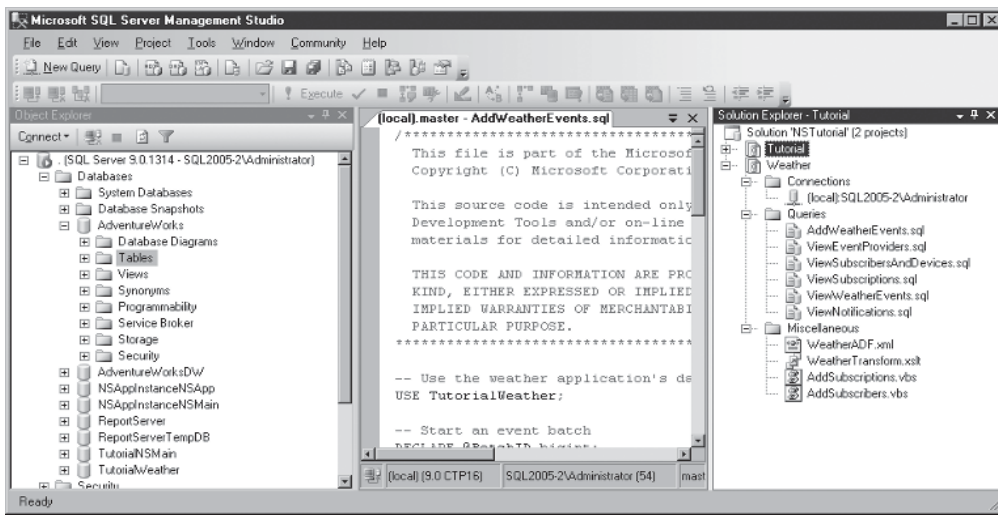 Microsoft SQL Server Management Studio
File Edit View Project Tools Window Community Help
New Query
Execute
Object Explorer
Connect
. (SQL Server 9.0.1314 - SQL2005-2\Administrator)
Databases
System Databases
Database Snapshots
AdventureWorks
Database Diagrams
Tables
Views
Synonyms
Programmability
Service Broker
Storage
Security
AdventureWorksDW
NSAppInstanceNSApp
NSAppInstanceNSMain
ReportServer
ReportServerTempDB
TutorialNSMain
TutorialWeather
Security
(local).master - AddWeatherEvents.sql
/************************************
This file is part of the Microsof
Copyright (C) Microsoft Corporati
This source code is intended only
Development Tools and/or on-line
materials for detailed informatic
THIS CODE AND INFORMATION ARE PRO
KIND, EITHER EXPRESSED OR IMPLIED
IMPLIED WARRANTIES OF MERCHANTABI
PARTICULAR PURPOSE.
*************************************
-- Use the weather application's da
USE TutorialWeather;
-- Start an event batch
DECLARE @BatchID bigint;
(local) (9.0 CTP16) SQL2005-2\Administrator (54) mast
Solution Explorer - Tutorial
Solution 'NSTutorial' (2 projects)
Tutorial
Weather
Connections
(local):SQL2005-2\Administrator
Queries
AddWeatherEvents.sql
ViewEventProviders.sql
ViewSubscribersAndDevices.sql
ViewSubscriptions.sql
ViewWeatherEvents.sql
ViewNotifications.sql
Miscellaneous
WeatherADF.xml
WeatherTransform.xslt
AddSubscriptions.vbs
AddSubscribers.vbs
Ready